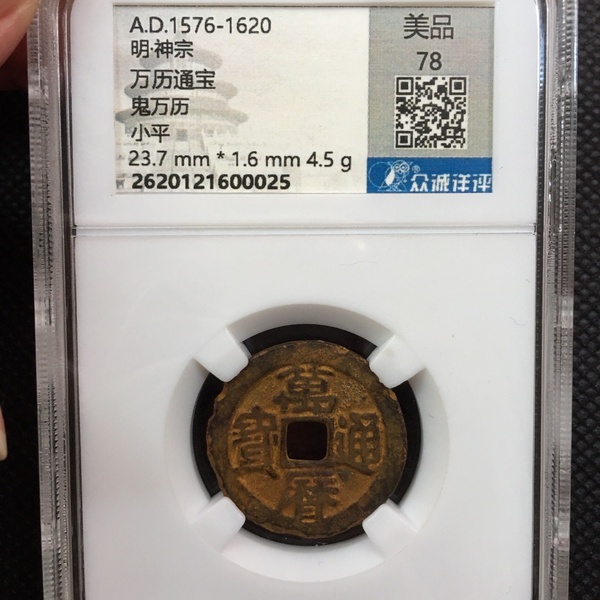 A.D.1576-1620
明·神宗
万历通宝
鬼万历
小平
23.7 mm * 1.6 mm 4.5 g
2620121600025
美品
78
众诚洋评
萬曆通寶